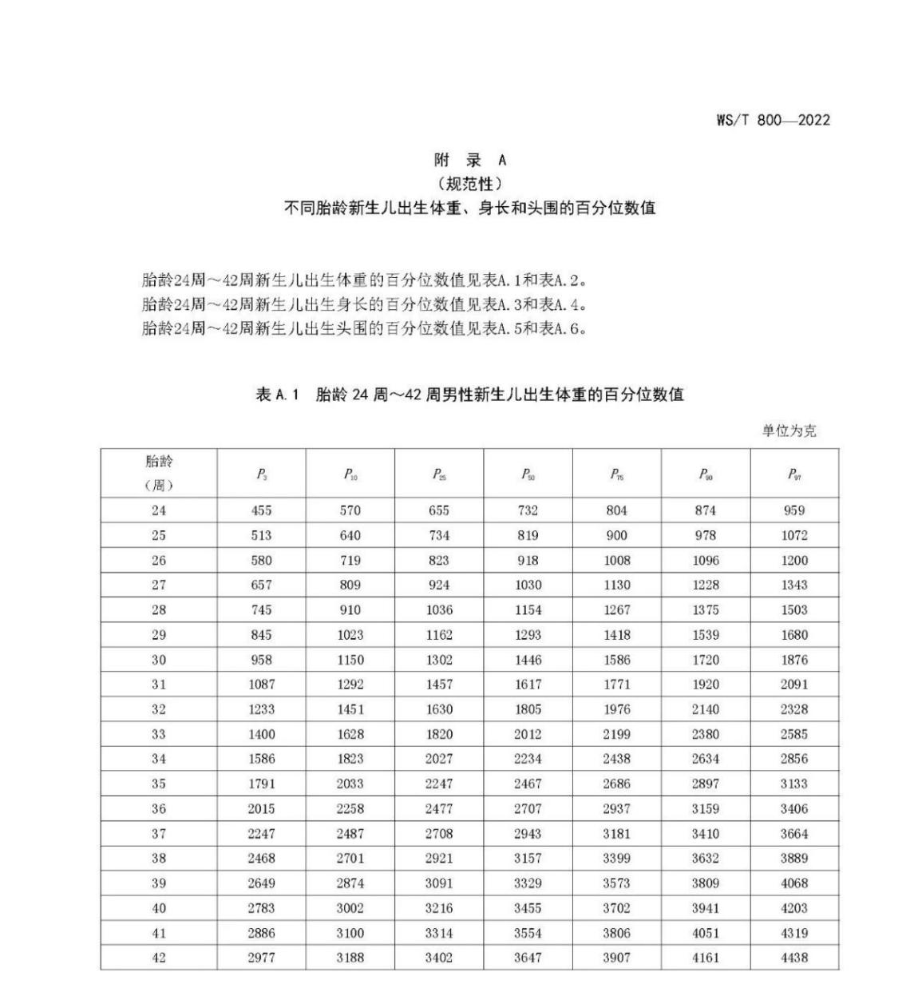 WS/T 800—2022
附 录 A
（规范性）
不同胎龄新生儿出生体重、身长和头围的百分位数值
胎龄24周～42周新生儿出生体重的百分位数值见表A.1和表A.2。
胎龄24周～42周新生儿出生身长的百分位数值见表A.3和表A.4。
胎龄24周～42周新生儿出生头围的百分位数值见表A.5和表A.6。
表 A.1 胎龄 24 周～42 周男性新生儿出生体重的百分位数值
单位为克
胎龄
（周） P3 P10 P25 P50 P75 P90 P97
24 455 570 655 732 804 874 959
25 513 640 734 819 900 978 1072
26 580 719 823 918 1008 1096 1200
27 657 809 924 1030 1130 1228 1343
28 745 910 1036 1154 1267 1375 1503
29 845 1023 1162 1293 1418 1539 1680
30 958 1150 1302 1446 1586 1720 1876
31 1087 1292 1457 1617 1771 1920 2091
32 1233 1451 1630 1805 1976 2140 2328
33 1400 1628 1820 2012 2199 2380 2585
34 1586 1823 2027 2234 2438 2634 2856
35 1791 2033 2247 2467 2686 2897 3133
36 2015 2258 2477 2707 2937 3159 3406
37 2247 2487 2708 2943 3181 3410 3664
38 2468 2701 2921 3157 3399 3632 3889
39 2649 2874 3091 3329 3573 3809 4068
40 2783 3002 3216 3455 3702 3941 4203
41 2886 3100 3314 3554 3806 4051 4319
42 2977 3188 3402 3647 3907 4161 4438